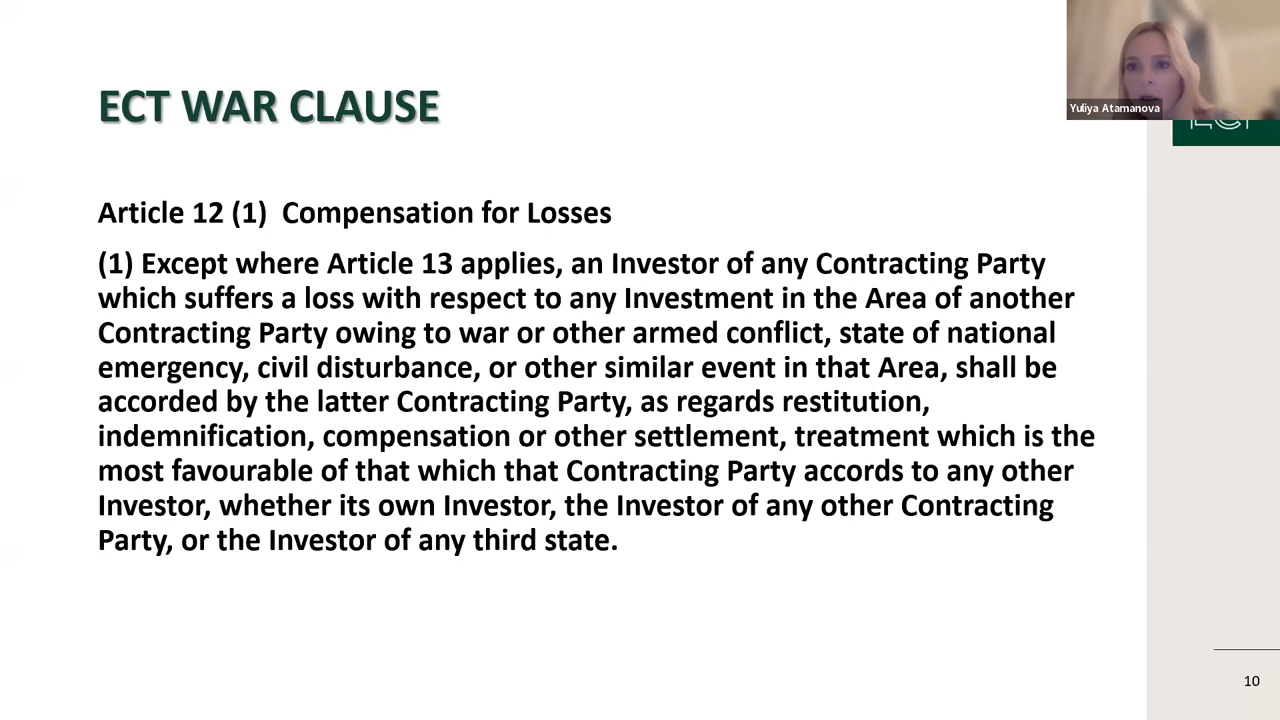 Yuliya Atamanova
ECT WAR CLAUSE
Article 12 (1) Compensation for Losses
(1) Except where Article 13 applies, an Investor of any Contracting Party
which suffers a loss with respect to any Investment in the Area of another
Contracting Party owing to war or other armed conflict, state of national
emergency, civil disturbance, or other similar event in that Area, shall be
accorded by the latter Contracting Party, as regards restitution,
indemnification, compensation or other settlement, treatment which is the
most favourable of that which that Contracting Party accords to any other
Investor, whether its own Investor, the Investor of any other Contracting
Party, or the Investor of any third state.
10